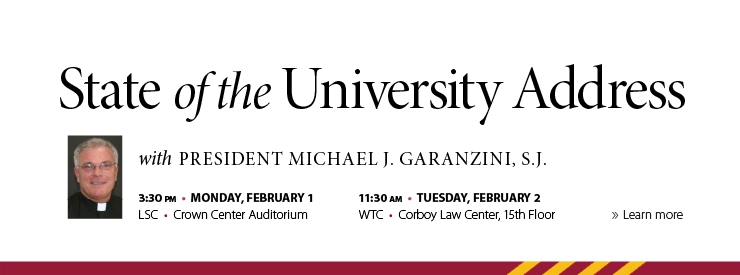 State of the University Address
with PRESIDENT MICHAEL J. GARANZINI, S.J.
3:30 PM • MONDAY, FEBRUARY 1
LSC • Crown Center Auditorium
11:30 AM • TUESDAY, FEBRUARY 2
WTC • Corboy Law Center, 15th Floor
» Learn more